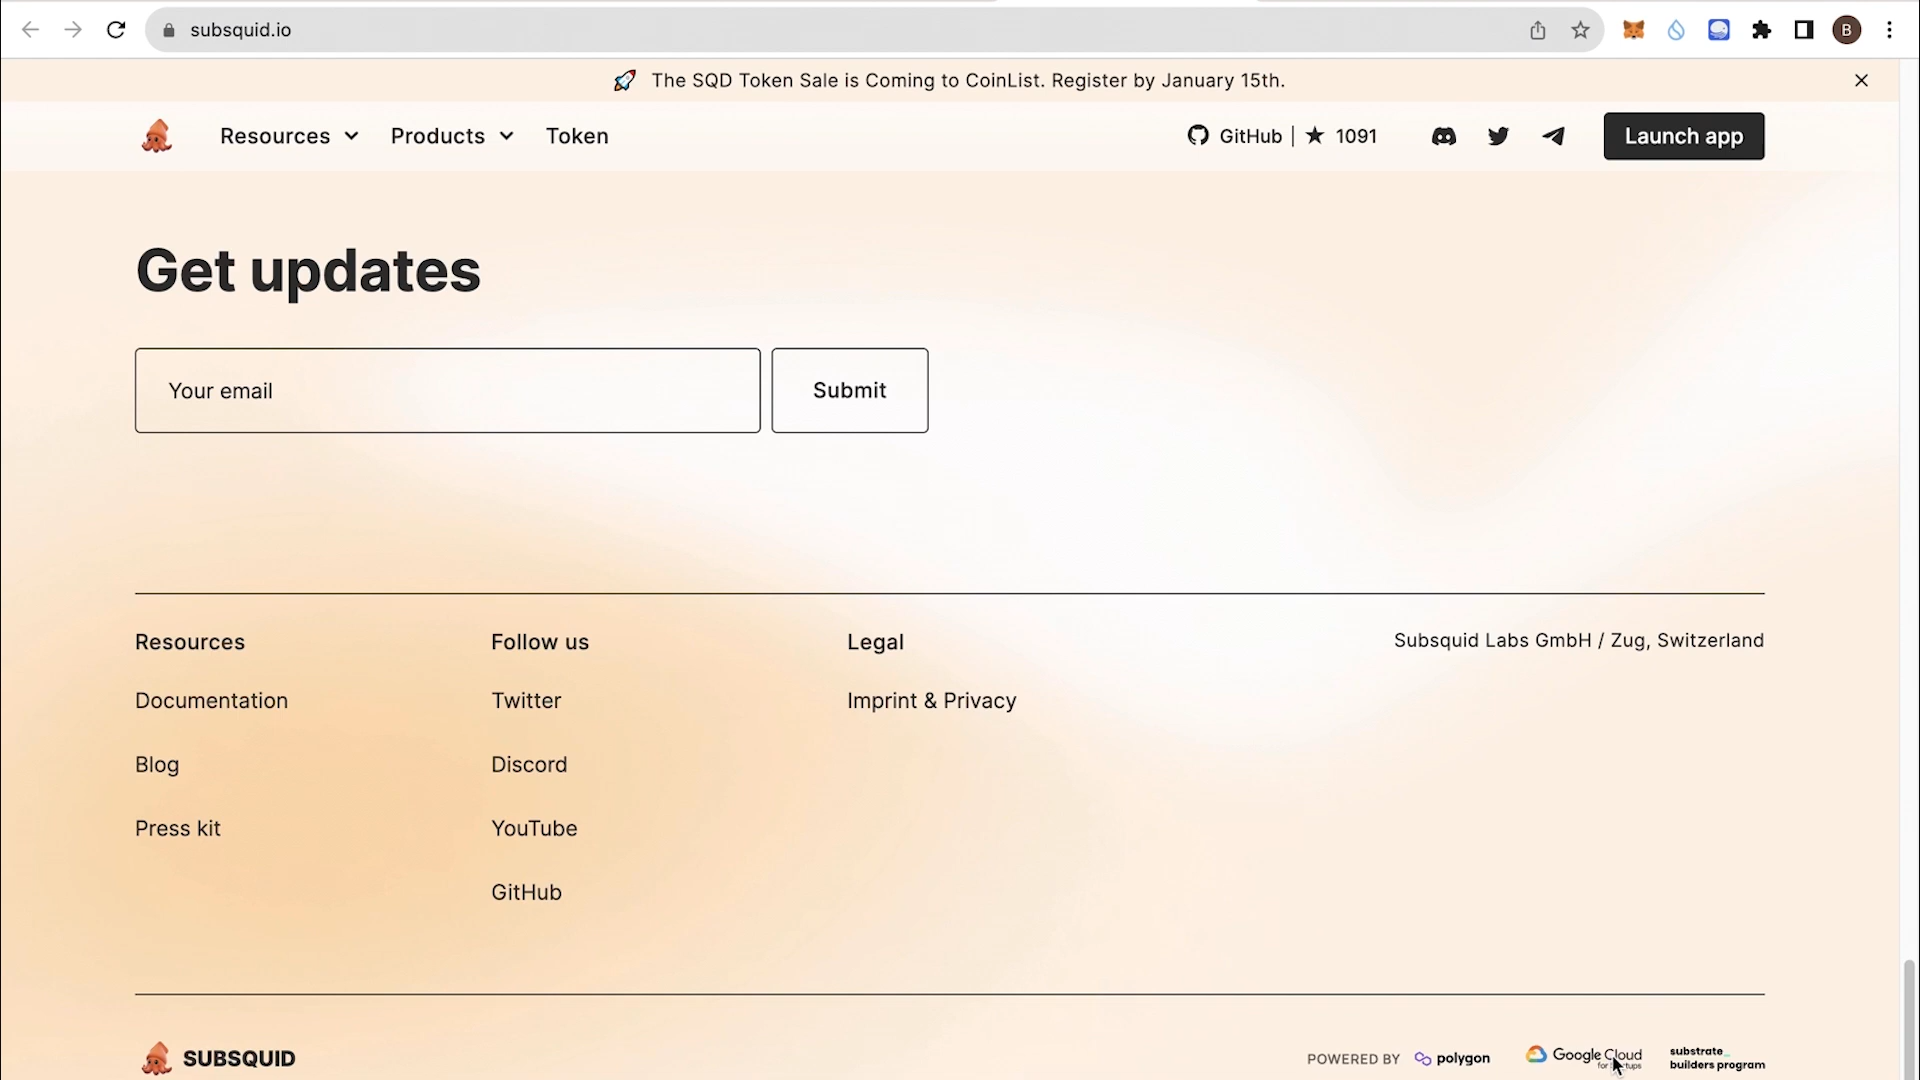 subsquid.io
B
The SQD Token Sale is Coming to CoinList. Register by January 15th.
Resources
Products
Token
GitHub | ★ 1091
Launch app
Get updates
Your email
Submit
Resources
Follow us
Legal
Subsquid Labs GmbH / Zug, Switzerland
Documentation
Twitter
Imprint & Privacy
Blog
Discord
Press kit
YouTube
GitHub
SUBSQUID
POWERED BY
polygon
Google Cloud
for
substrate_
builders program